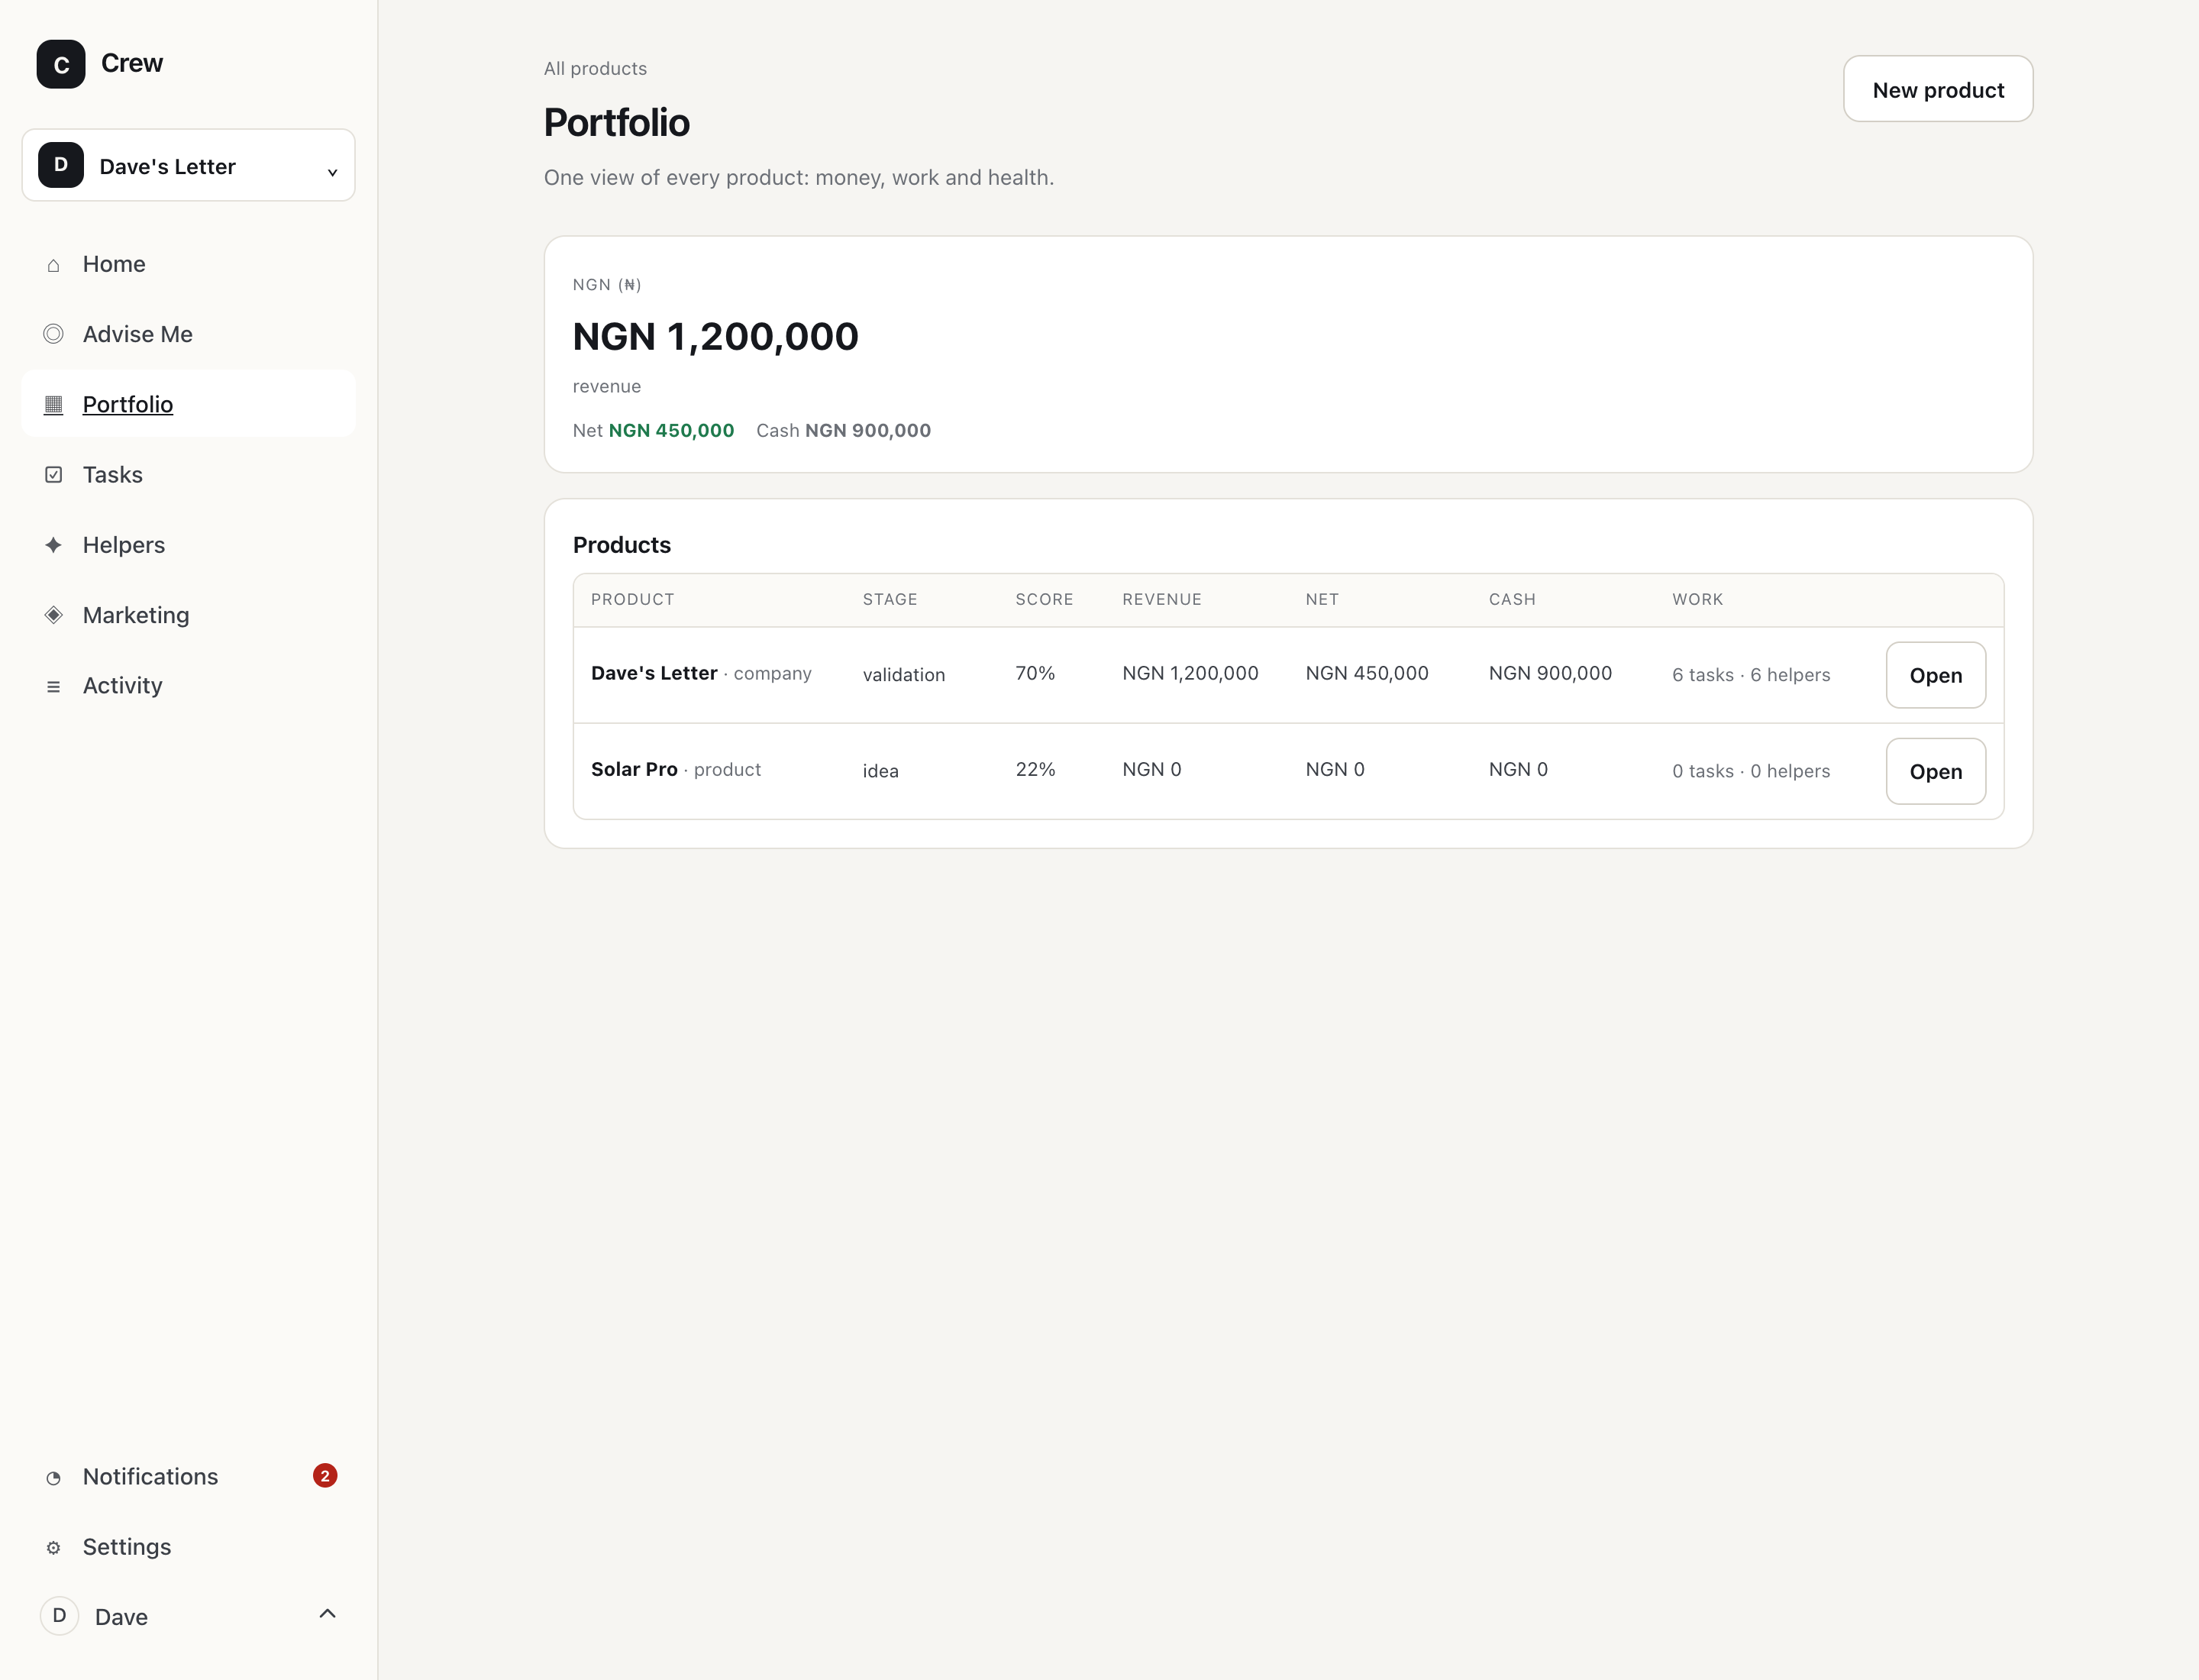 C Crew
D Dave's Letter
Home
Advise Me
Portfolio
Tasks
Helpers
Marketing
Activity
Notifications 2
Settings
D Dave
All products
Portfolio
One view of every product: money, work and health.
New product
NGN (₦)
NGN 1,200,000
revenue
Net NGN 450,000 Cash NGN 900,000
Products
PRODUCT STAGE SCORE REVENUE NET CASH WORK
Dave's Letter · company validation 70% NGN 1,200,000 NGN 450,000 NGN 900,000 6 tasks · 6 helpers Open
Solar Pro · product idea 22% NGN 0 NGN 0 NGN 0 0 tasks · 0 helpers Open